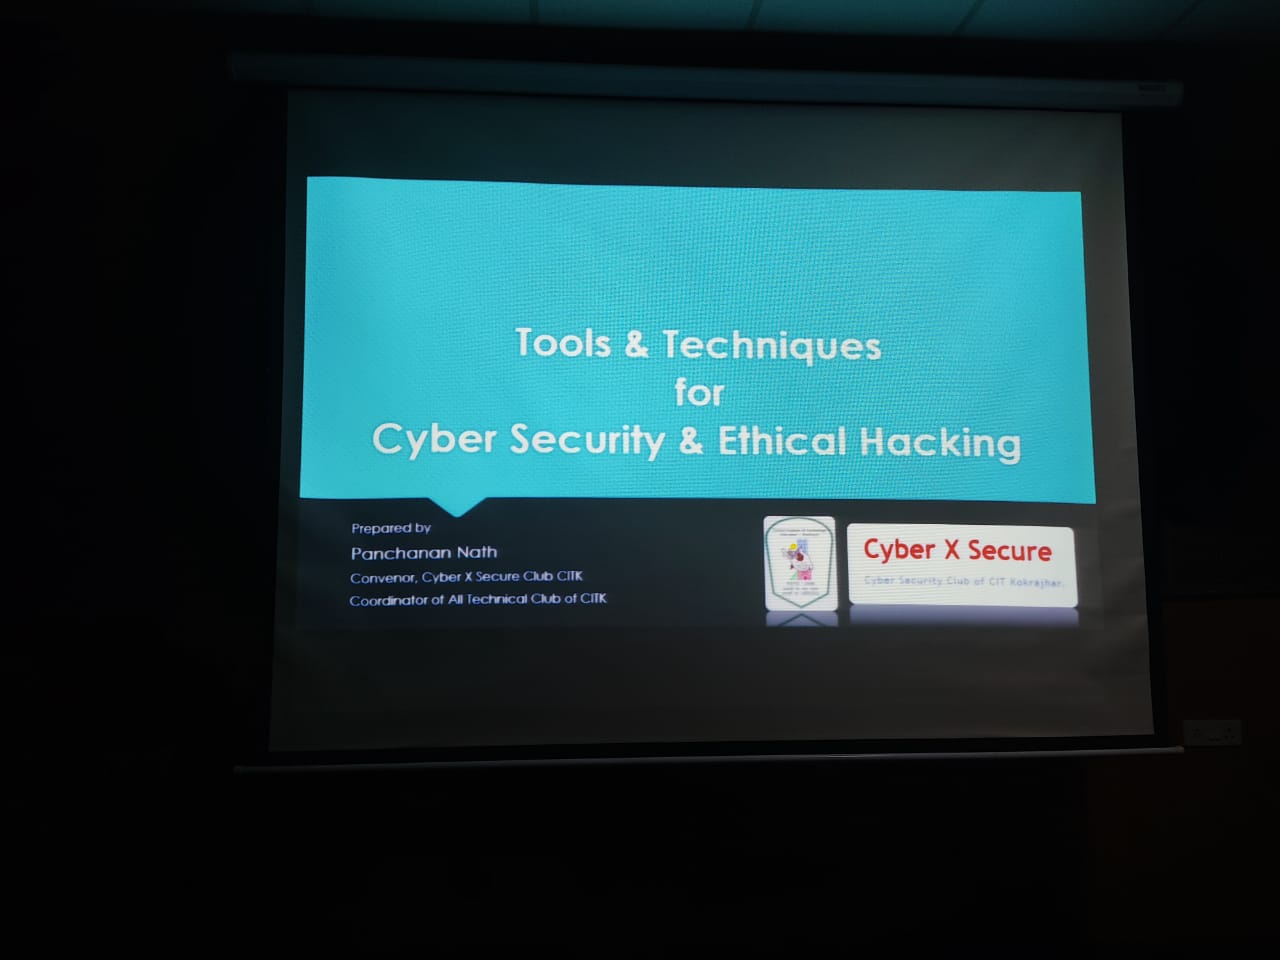 Tools & Techniques
for
Cyber Security & Ethical Hacking
Prepared by
Panchanan Nath
Convenor, Cyber X Secure Club CITK
Coordinator of All Technical Club of CITK
Cyber X Secure
Cyber Security Club of CIT Kokrajhar.